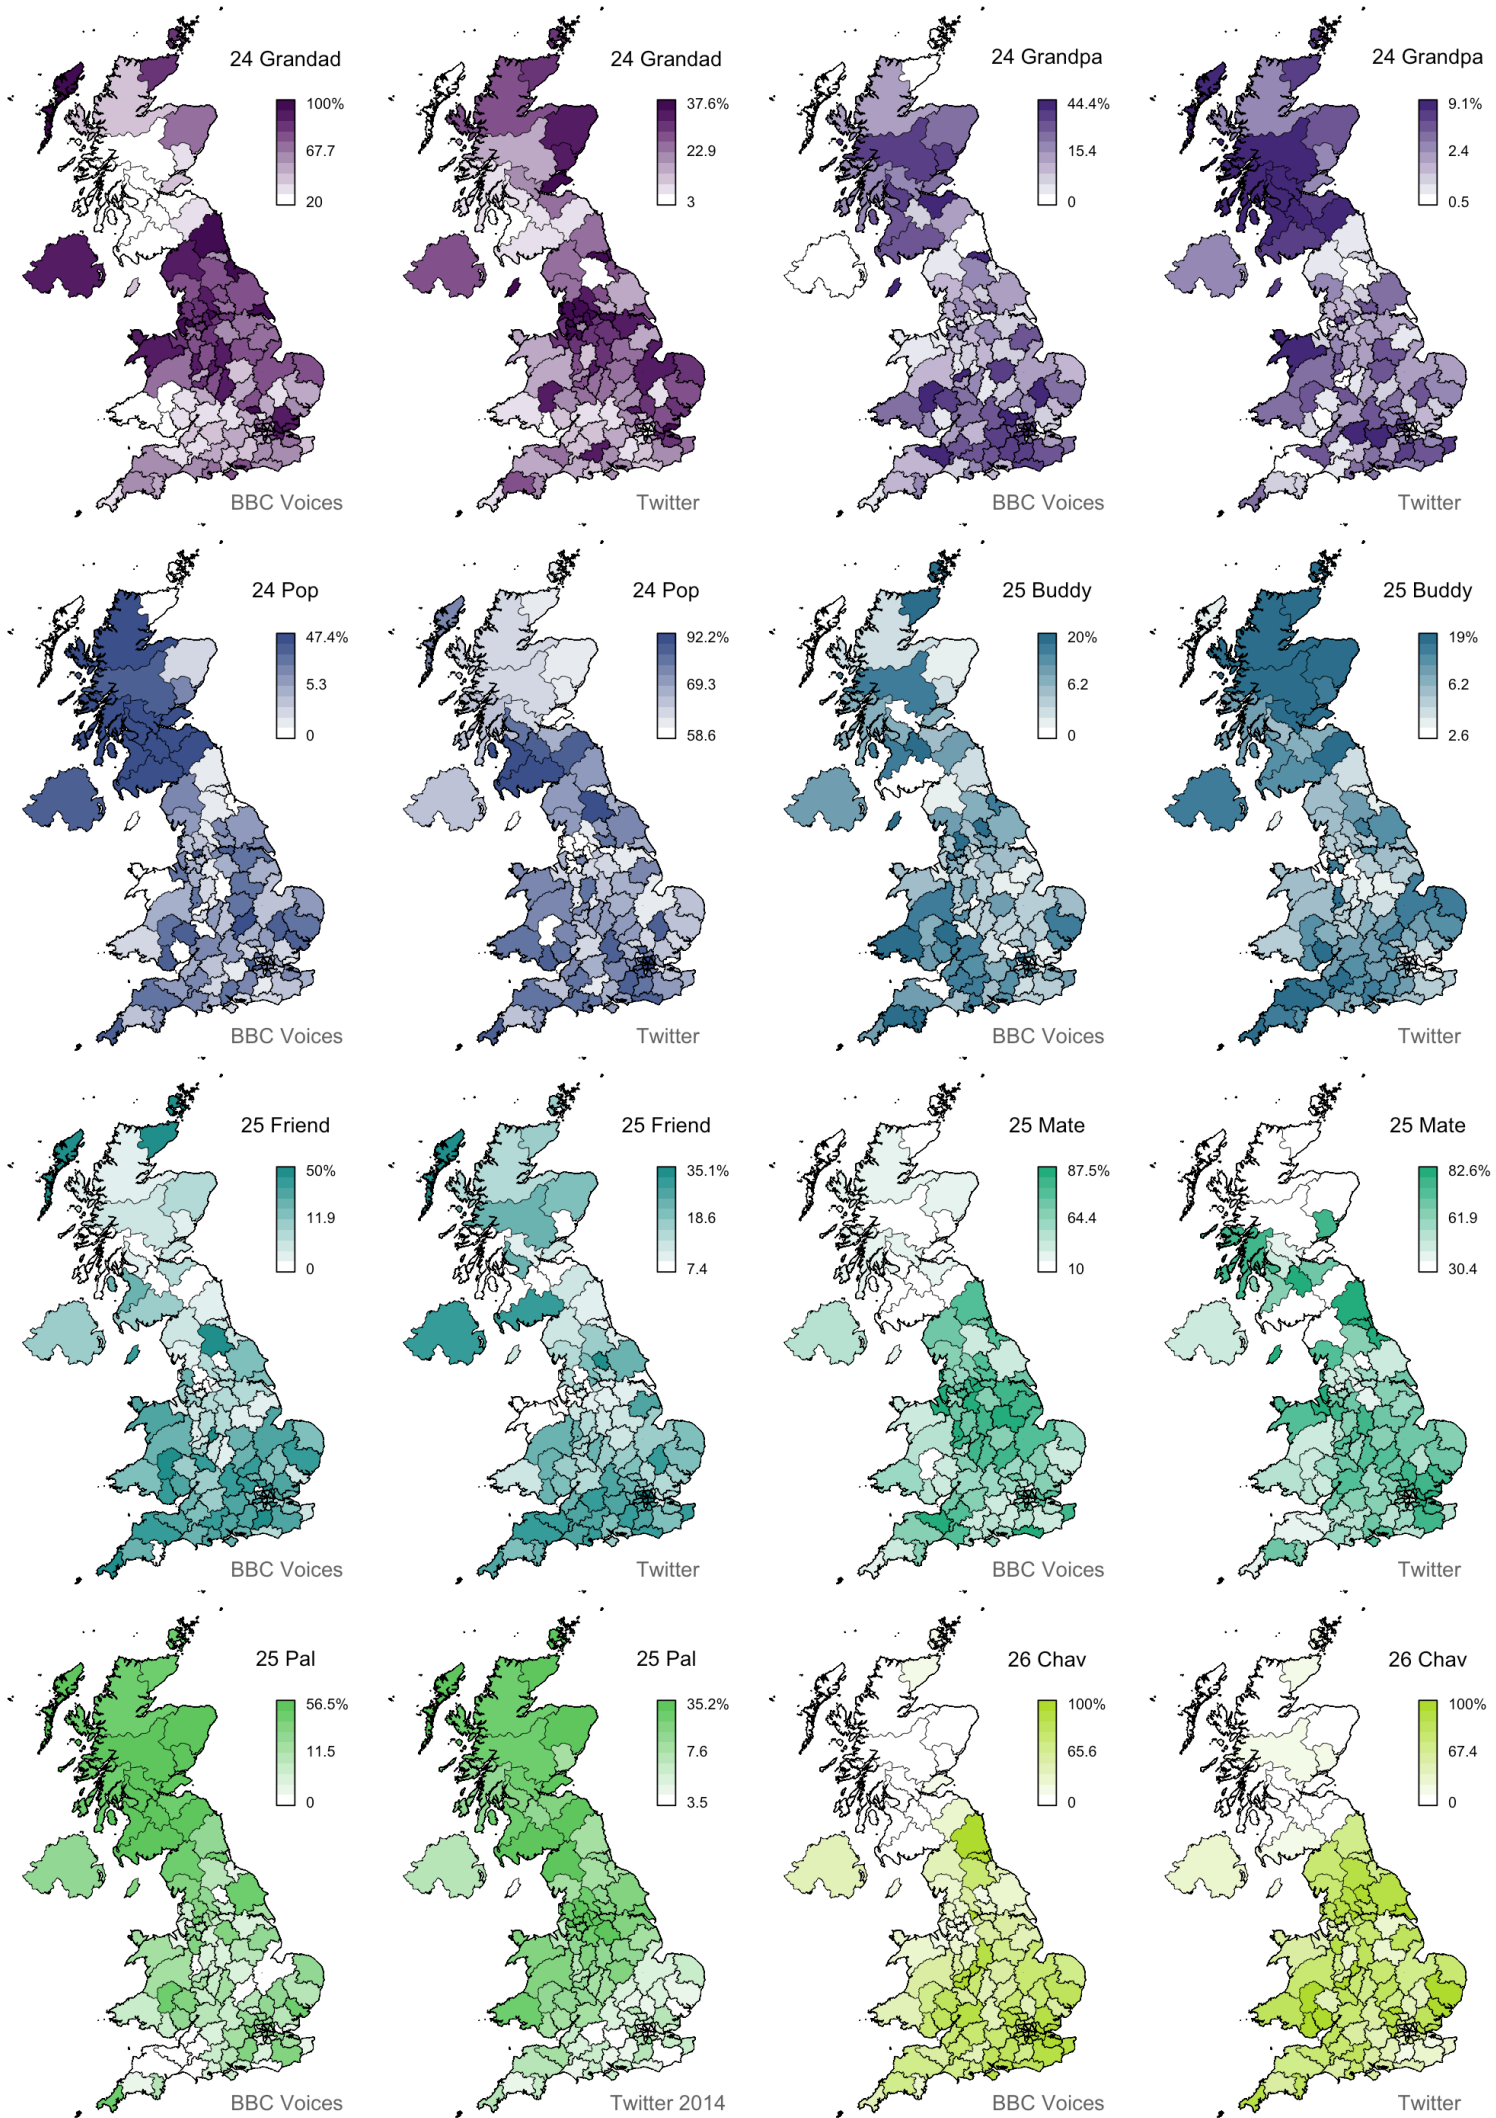 24 Grandad
100%
67.7
20
BBC Voices
24 Grandad
37.6%
22.9
3
Twitter
24 Grandpa
44.4%
15.4
0
BBC Voices
24 Grandpa
9.1%
2.4
0.5
Twitter
24 Pop
47.4%
5.3
0
BBC Voices
24 Pop
92.2%
69.3
58.6
Twitter
25 Buddy
20%
6.2
0
BBC Voices
25 Buddy
19%
6.2
2.6
Twitter
25 Friend
50%
11.9
0
BBC Voices
25 Friend
35.1%
18.6
7.4
Twitter
25 Mate
87.5%
64.4
10
BBC Voices
25 Mate
82.6%
61.9
30.4
Twitter
25 Pal
56.5%
11.5
0
BBC Voices
25 Pal
35.2%
7.6
3.5
Twitter 2014
26 Chav
100%
65.6
0
BBC Voices
26 Chav
100%
67.4
0
Twitter